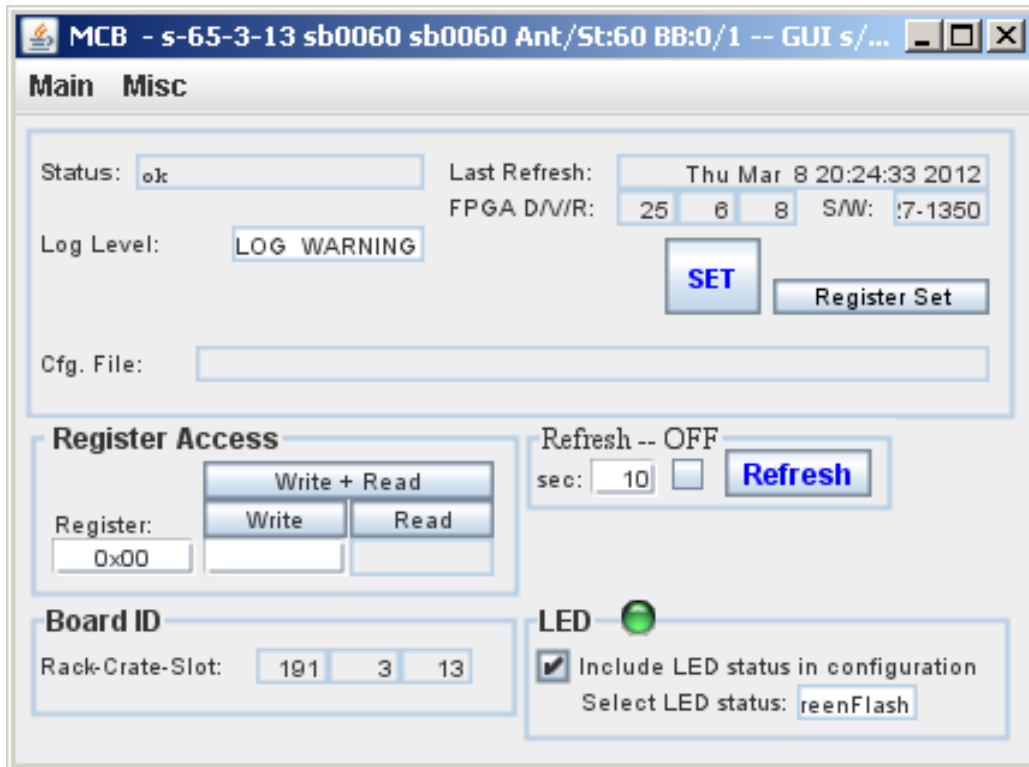 MCB - s-65-3-13 sb0060 sb0060 Ant/St:60 BB:0/1 -- GUI s/...
Main Misc
Status: ok
Last Refresh: Thu Mar 8 20:24:33 2012
FPGA D/V/R: 25 6 8 S/W: 27-1350
Log Level: LOG WARNING
SET
Register Set
Cfg. File:
Register Access
Write + Read
Register: Write Read
0x00
Refresh -- OFF
sec: 10 Refresh
Board ID
Rack-Crate-Slot: 191 3 13
LED
Include LED status in configuration
Select LED status: reenFlash